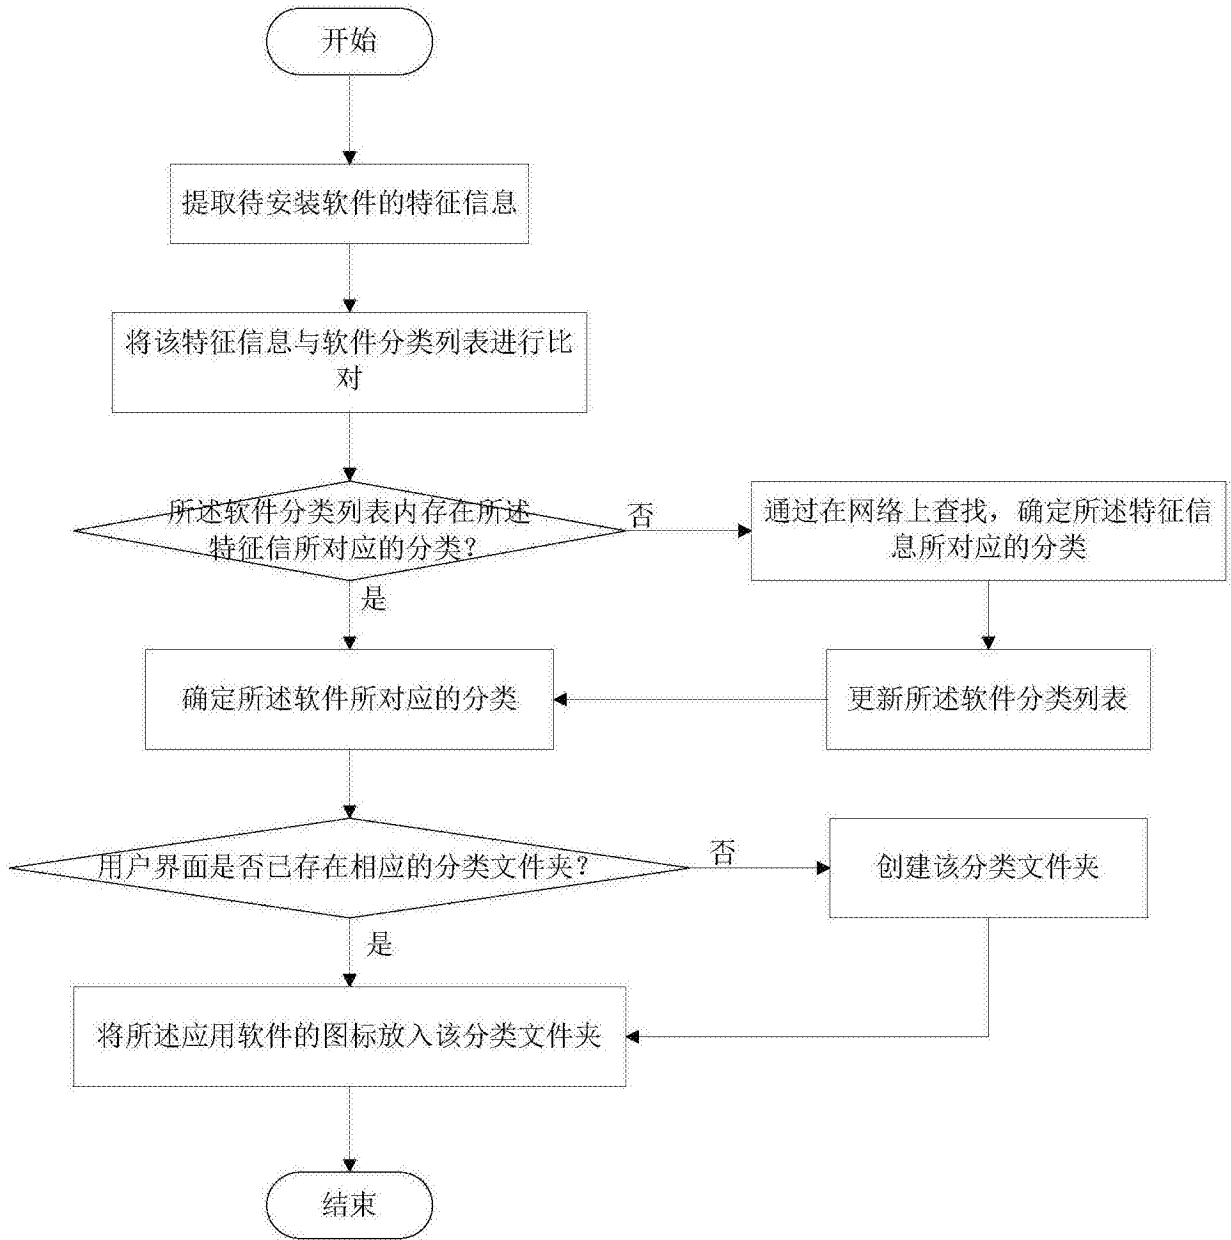 开始
提取待安装软件的特征信息
将该特征信息与软件分类列表进行比
对
所述软件分类列表内存在所述
特征信所对应的分类？
否
通过在网络上查找，确定所述特征信
息所对应的分类
是
确定所述软件所对应的分类
更新所述软件分类列表
用户界面是否已存在相应的分类文件夹？
否
创建该分类文件夹
是
将所述应用软件的图标放入该分类文件夹
结束